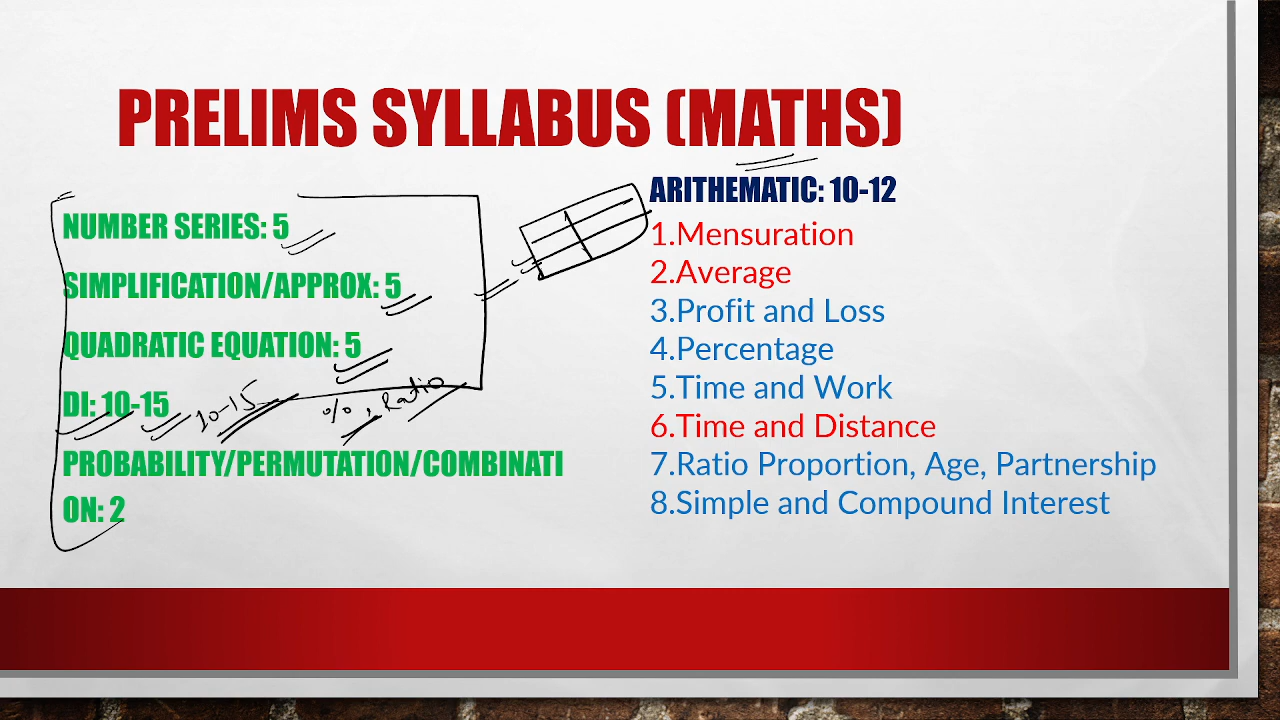 PRELIMS SYLLABUS (MATHS)
NUMBER SERIES: 5
SIMPLIFICATION/APPROX: 5
QUADRATIC EQUATION: 5
DI: 10-15
10-15
%, Ratio
PROBABILITY/PERMUTATION/COMBINATI
ON: 2
ARITHEMATIC: 10-12
1.Mensuration
2.Average
3.Profit and Loss
4.Percentage
5.Time and Work
6.Time and Distance
7.Ratio Proportion, Age, Partnership
8.Simple and Compound Interest